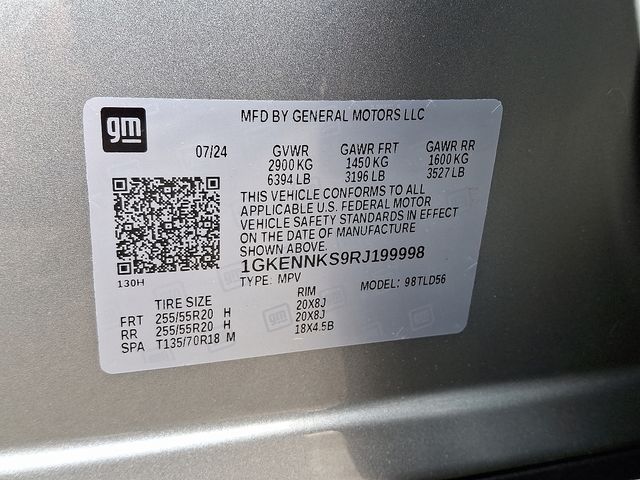 gm
MFD BY GENERAL MOTORS LLC
07/24 GVWR GAWR FRT GAWR RR
2900 KG 1450 KG 1600 KG
6394 LB 3196 LB 3527 LB
THIS VEHICLE CONFORMS TO ALL
APPLICABLE U.S. FEDERAL MOTOR
VEHICLE SAFETY STANDARDS IN EFFECT
ON THE DATE OF MANUFACTURE
SHOWN ABOVE.
130H
1GKENNKS9RJ199998
TYPE: MPV MODEL: 98TLD56
TIRE SIZE RIM
FRT 255/55R20 H 20X8J
RR 255/55R20 H 20X8J
SPA T135/70R18 M 18X4.5B